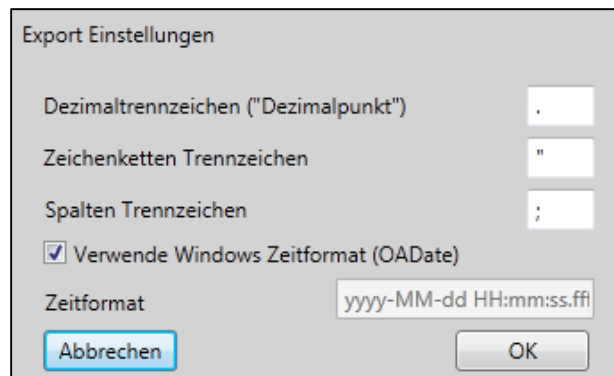 Export Einstellungen
Dezimaltrennzeichen ("Dezimalpunkt") .
Zeichenketten Trennzeichen "
Spalten Trennzeichen ;
Verwende Windows Zeitformat (OADate)
Zeitformat yyyy-MM-dd HH:mm:ss.fff
Abbrechen OK